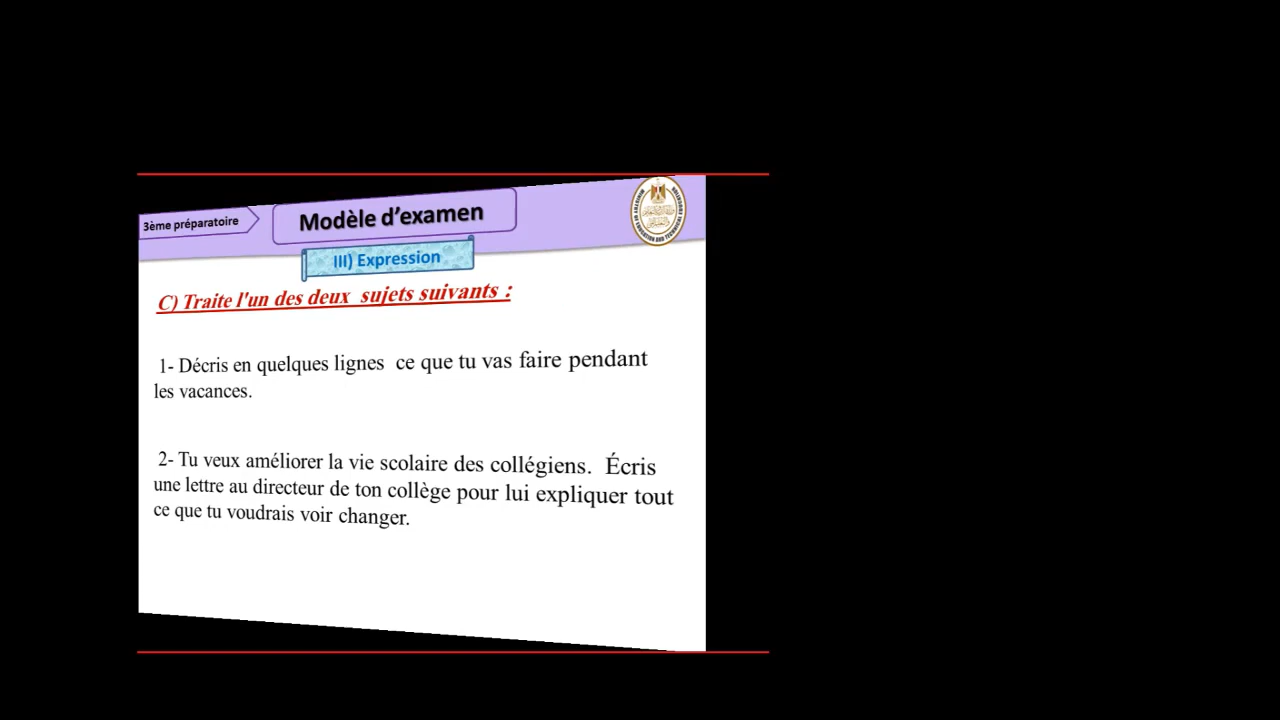 3ème préparatoire
Modèle d'examen
III) Expression
C) Traite l'un des deux sujets suivants :
1- Décris en quelques lignes ce que tu vas faire pendant
les vacances.
2- Tu veux améliorer la vie scolaire des collégiens. Écris
une lettre au directeur de ton collège pour lui expliquer tout
ce que tu voudrais voir changer.